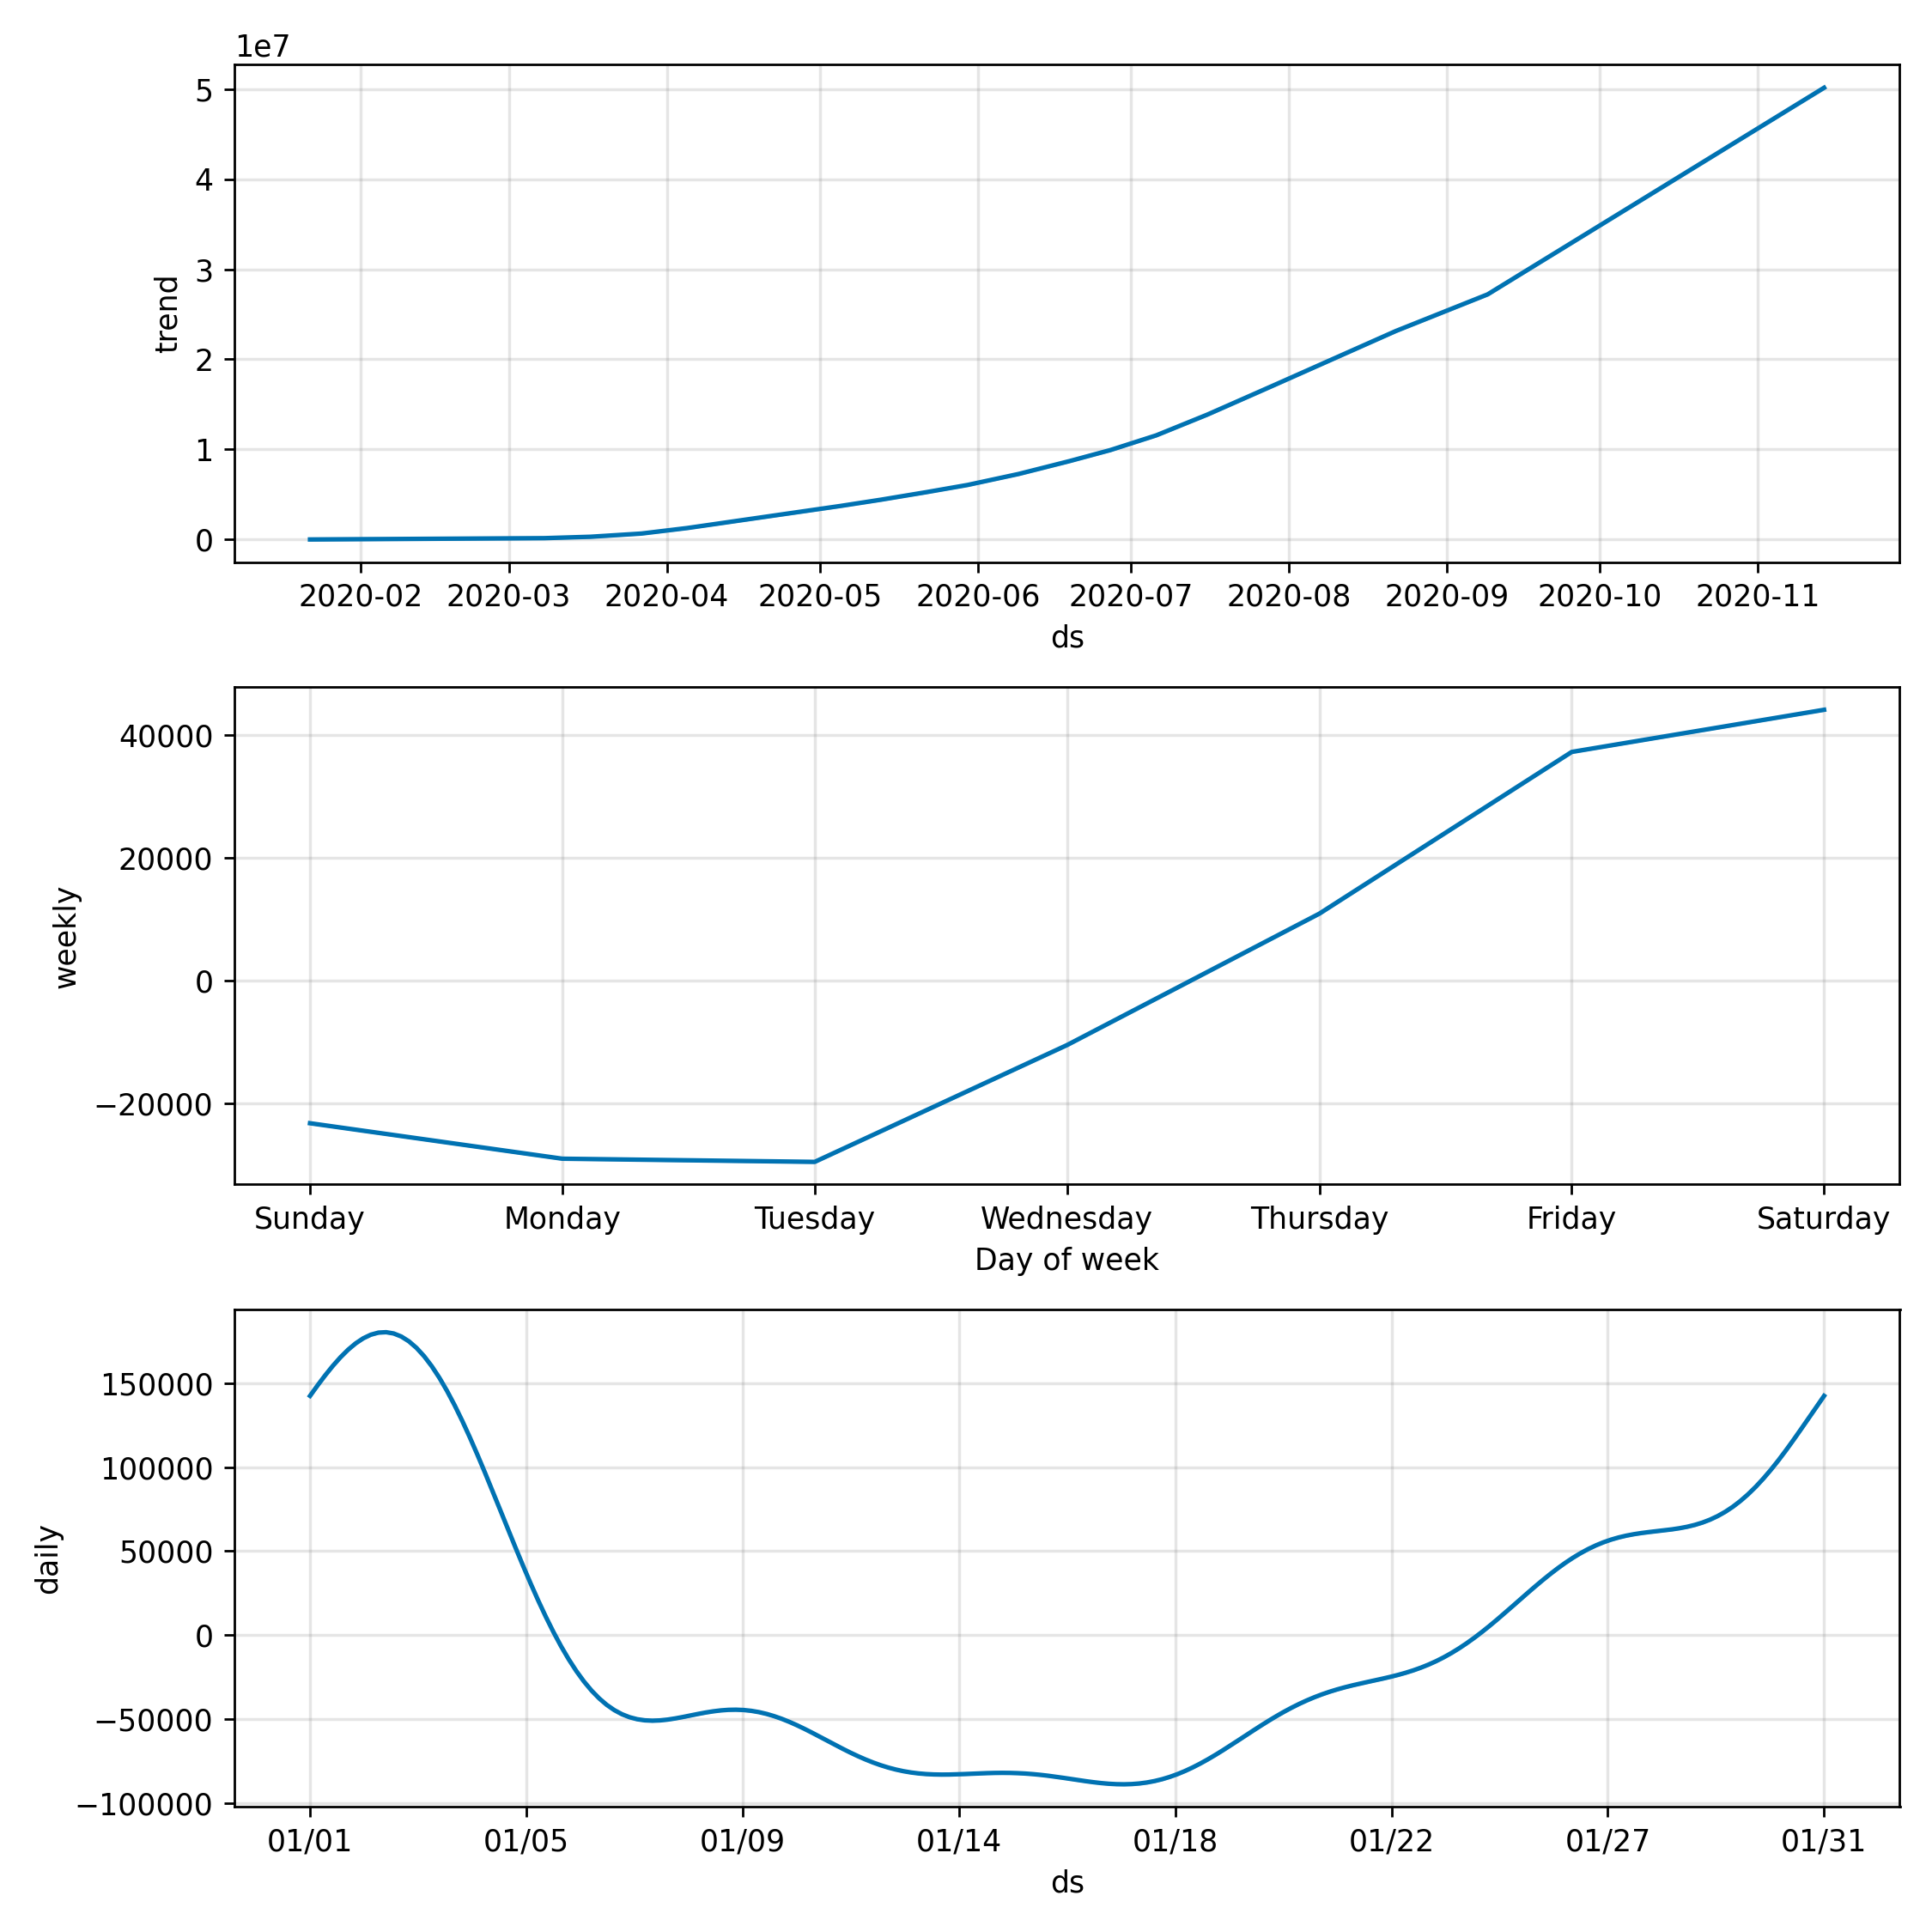 1e7
5
4
3
2
1
0
trend
2020-02 2020-03 2020-04 2020-05 2020-06 2020-07 2020-08 2020-09 2020-10 2020-11
ds
40000
20000
0
−20000
weekly
Sunday Monday Tuesday Wednesday Thursday Friday Saturday
Day of week
150000
100000
50000
0
−50000
−100000
daily
01/01 01/05 01/09 01/14 01/18 01/22 01/27 01/31
ds